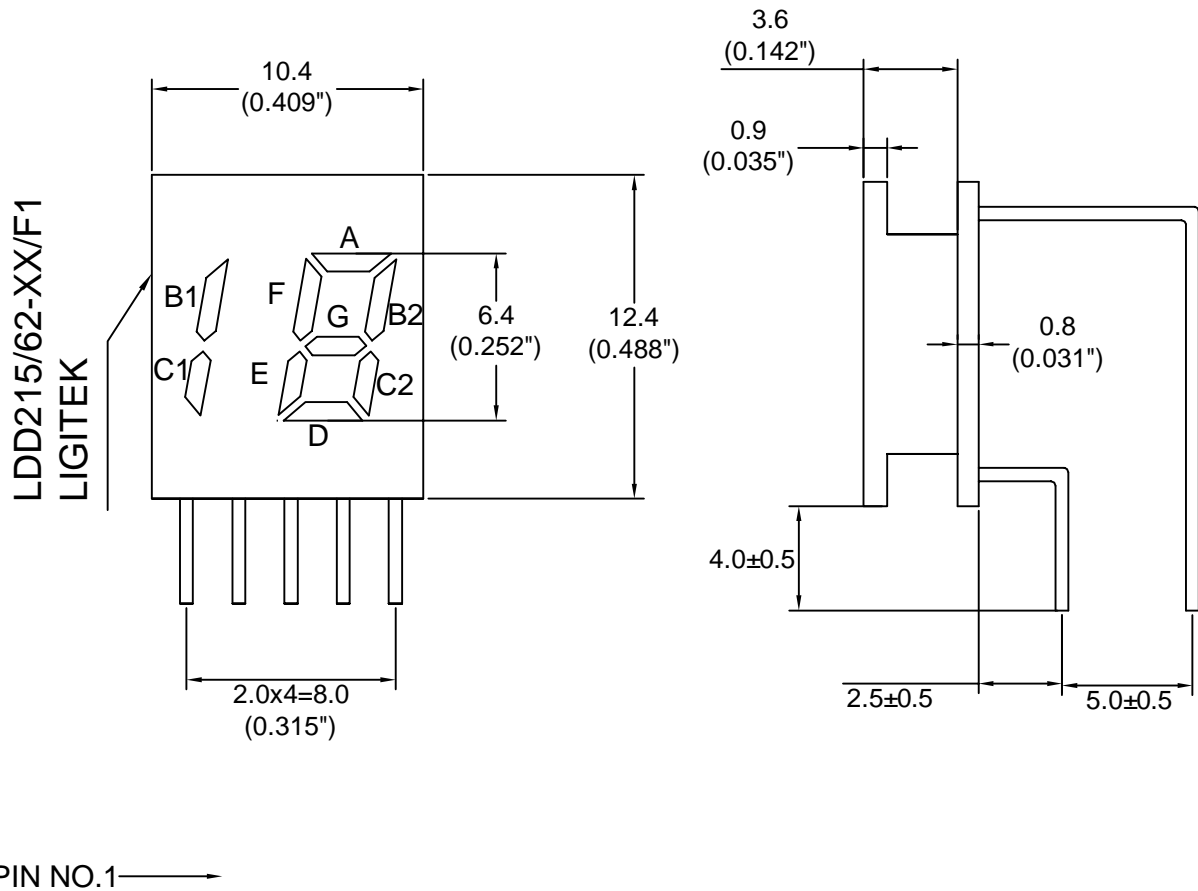 3.6
(0.142")
10.4
(0.409")
0.9
(0.035")
LDD215/62-XX/F1
LIGITEK
A
B1
F
G
B2
C1
E
C2
D
6.4
(0.252")
12.4
(0.488")
0.8
(0.031")
4.0±0.5
2.0x4=8.0
(0.315")
2.5±0.5
5.0±0.5
PIN NO.1